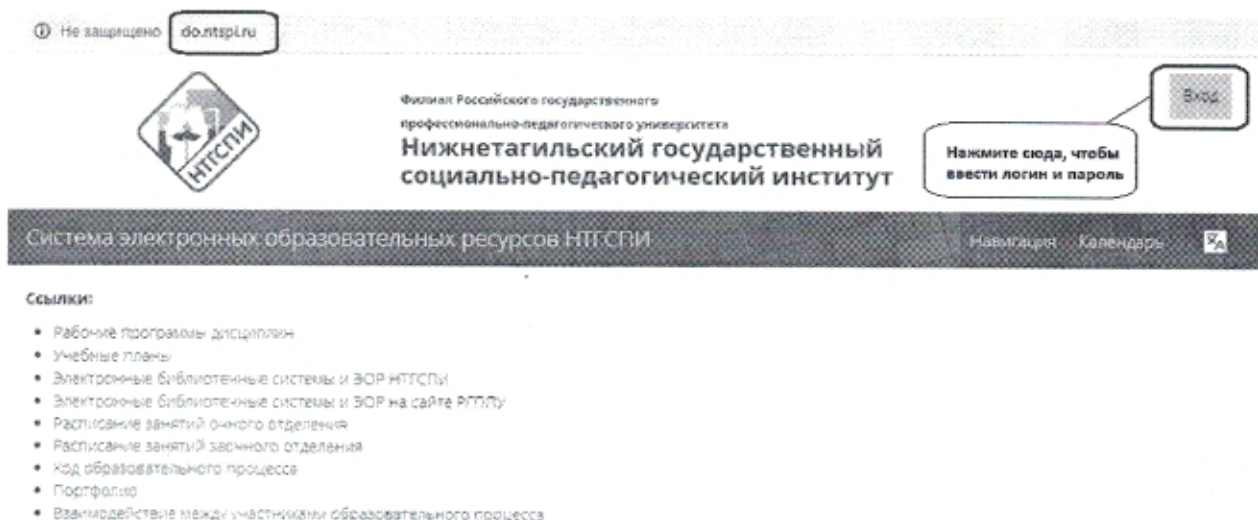 Не защищено do.ntspi.ru
НТГСПИ
Филиал Российского государственного
профессионально-педагогического университета
Нижнетагильский государственный
социально-педагогический институт
Вход
Нажмите сюда, чтобы
ввести логин и пароль
Система электронных образовательных ресурсов НТГСПИ
Навигация Календарь
Ссылки:
Рабочие программы дисциплин
Учебные планы
Электронные библиотечные системы и ЭОР НТГСПИ
Электронные библиотечные системы и ЭОР на сайте РГППУ
Расписание занятий очного отделения
Расписание занятий заочного отделения
Ход образовательного процесса
Портфолио
Взаимодействие между участниками образовательного процесса